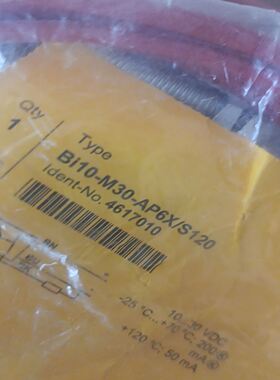 Qty
1
Type
Bi10-M30-AP6X/S120
Ident-No. 4617010
BN
10...30 VDC
-25 °C...+70 °C, 200 mA
+120 °C, 50 mA